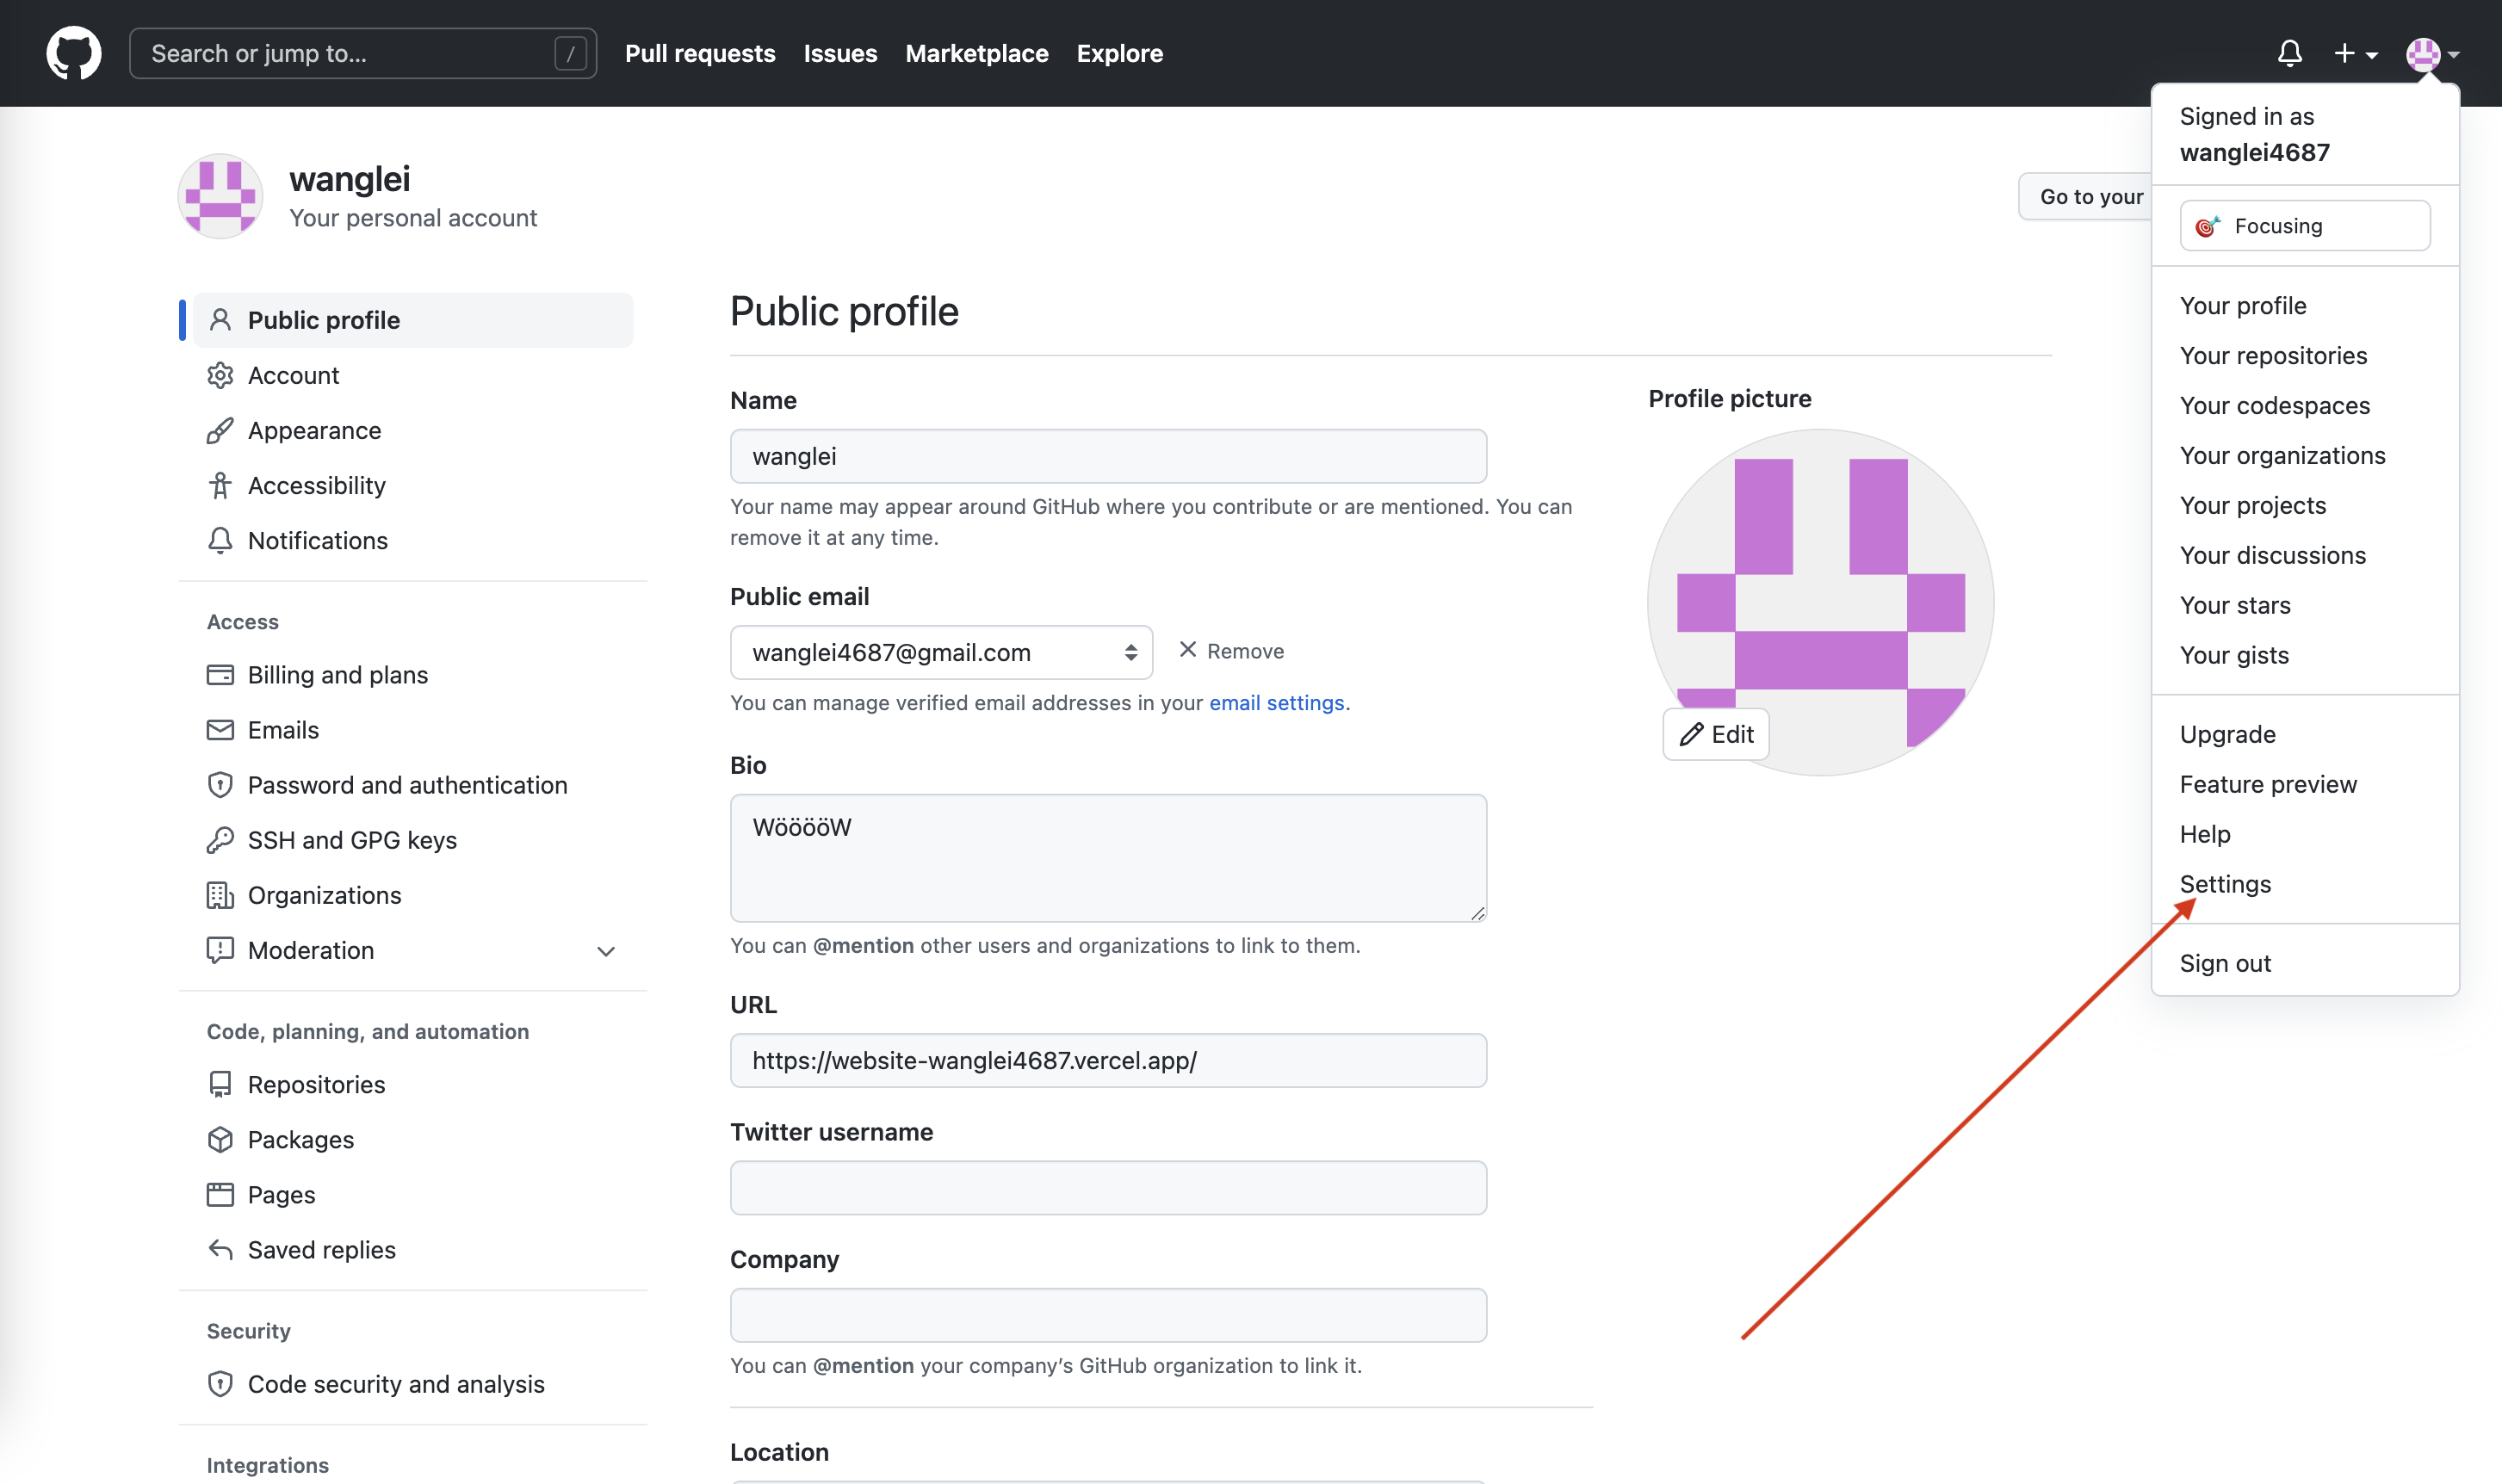 Search or jump to...
/
Pull requests
Issues
Marketplace
Explore
Signed in as
wanglei4687
Focusing
Your profile
Your repositories
Your codespaces
Your organizations
Your projects
Your discussions
Your stars
Your gists
Upgrade
Feature preview
Help
Settings
Sign out
wanglei
Your personal account
Go to your
Public profile
Account
Appearance
Accessibility
Notifications
Access
Billing and plans
Emails
Password and authentication
SSH and GPG keys
Organizations
Moderation
Code, planning, and automation
Repositories
Packages
Pages
Saved replies
Security
Code security and analysis
Integrations
Public profile
Name
wanglei
Your name may appear around GitHub where you contribute or are mentioned. You can
remove it at any time.
Public email
wanglei4687@gmail.com
Remove
You can manage verified email addresses in your email settings.
Bio
WööööW
You can @mention other users and organizations to link to them.
URL
https://website-wanglei4687.vercel.app/
Twitter username
Company
You can @mention your company's GitHub organization to link it.
Location
Profile picture
Edit